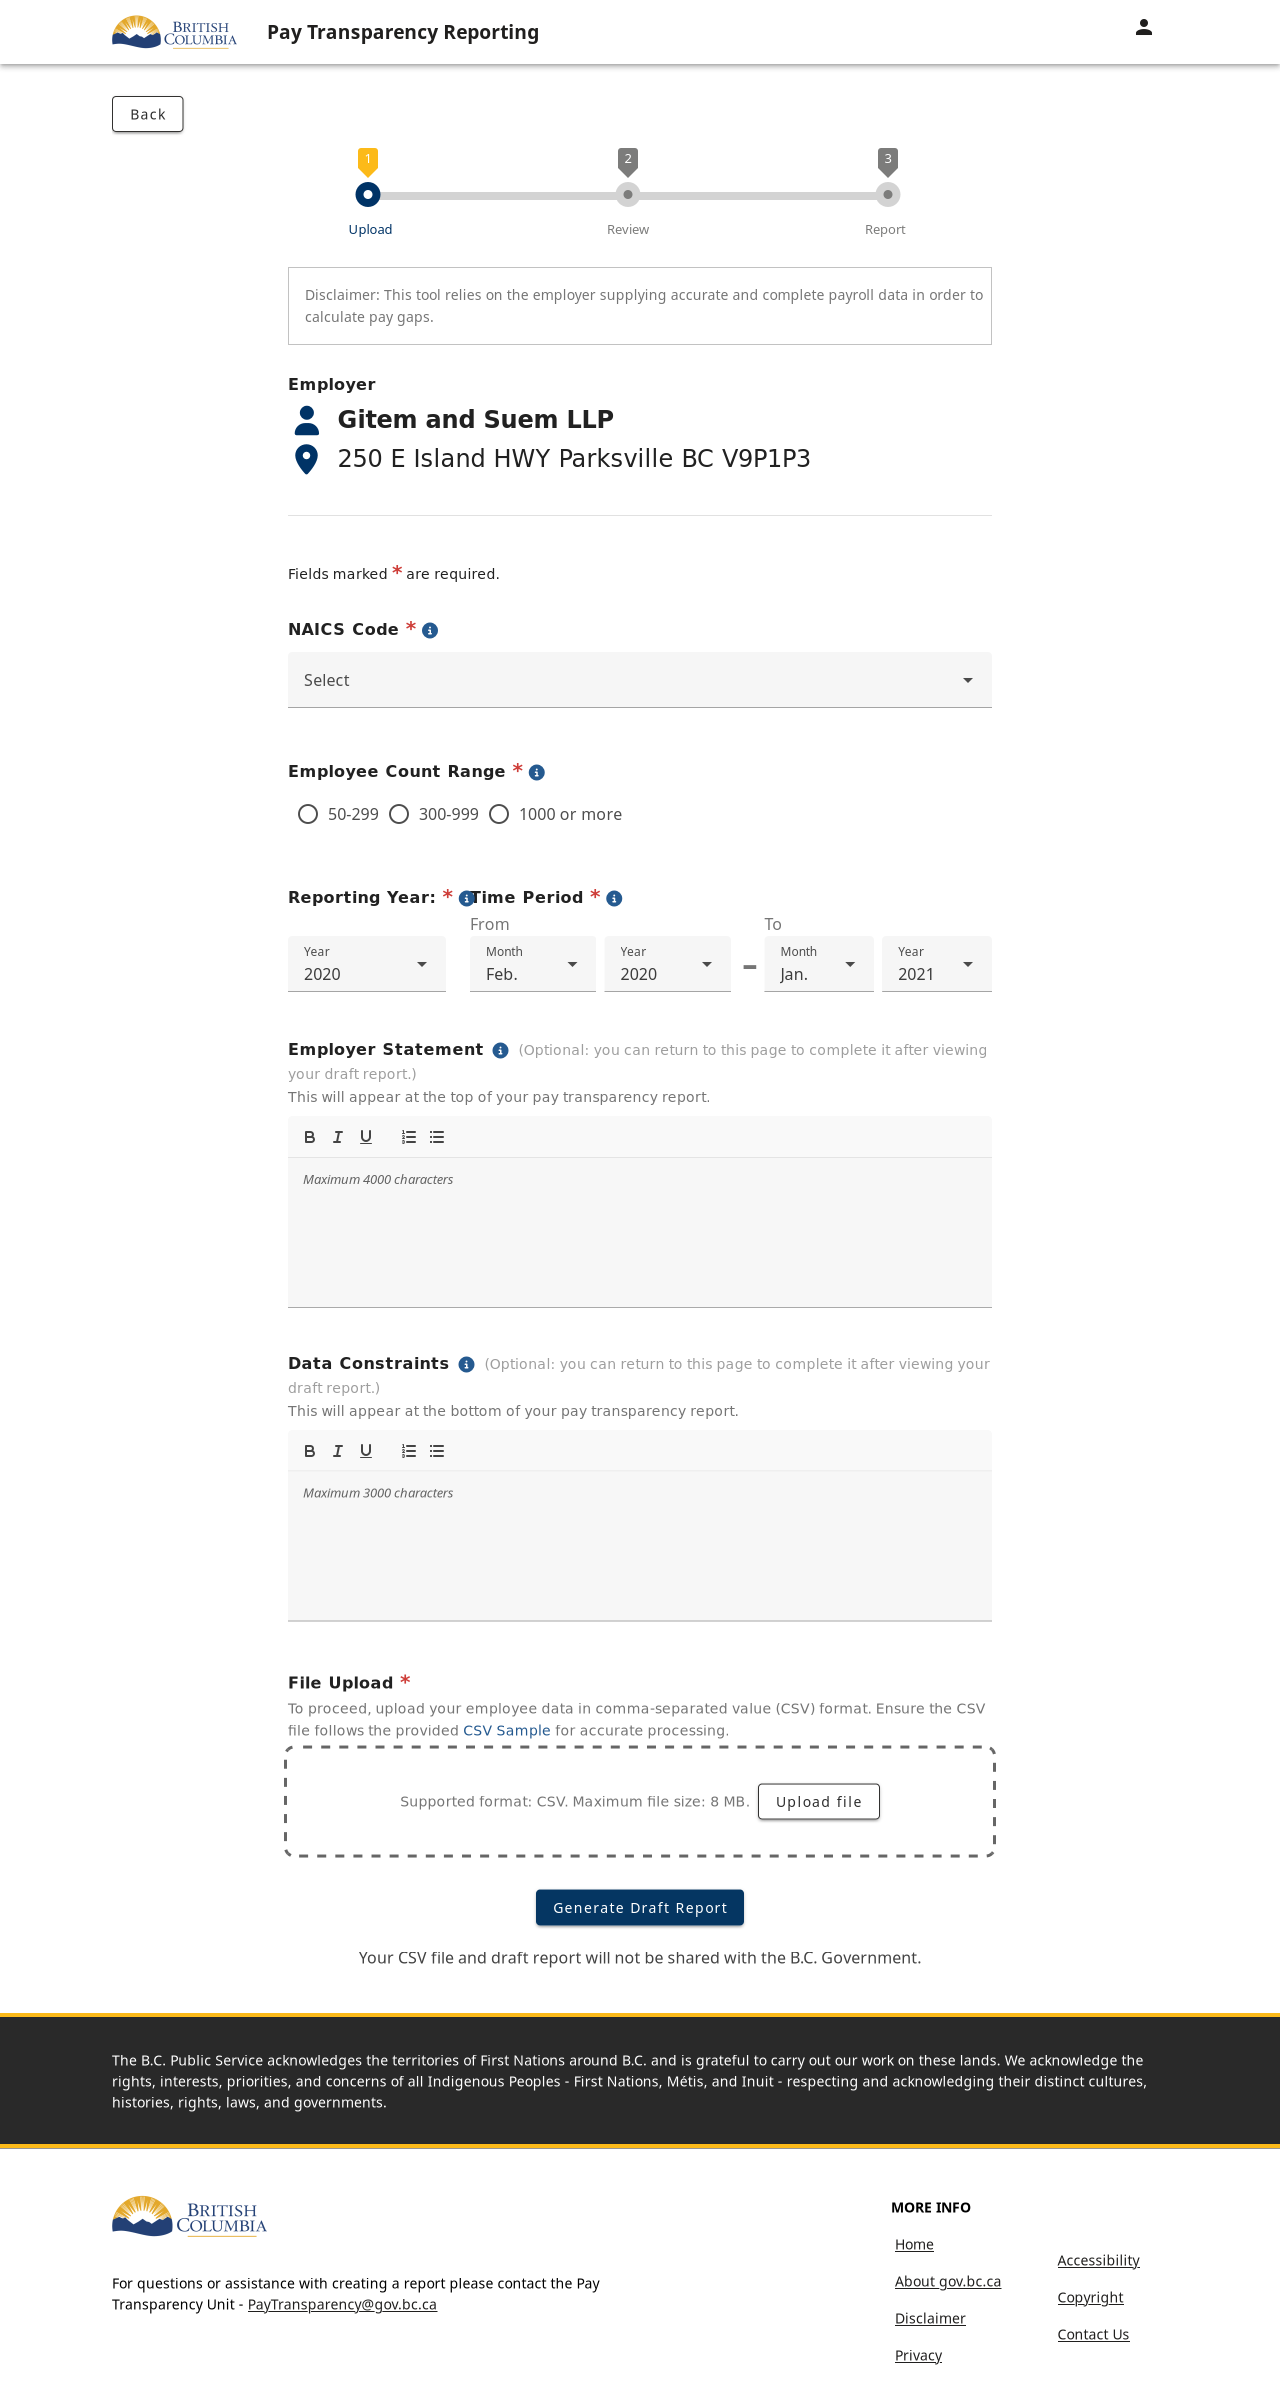 BRITISH
COLUMBIA
Pay Transparency Reporting
Back
1
2
3
Upload
Review
Report
Disclaimer: This tool relies on the employer supplying accurate and complete payroll data in order to
calculate pay gaps.
Employer
Gitem and Suem LLP
250 E Island HWY Parksville BC V9P1P3
Fields marked * are required.
NAICS Code *
Select
Employee Count Range *
50-299 300-999 1000 or more
Reporting Year: * Time Period *
From To
Year Month Year Month Year
2020 Feb. 2020 – Jan. 2021
Employer Statement (Optional: you can return to this page to complete it after viewing
your draft report.)
This will appear at the top of your pay transparency report.
B I U
Maximum 4000 characters
Data Constraints (Optional: you can return to this page to complete it after viewing your
draft report.)
This will appear at the bottom of your pay transparency report.
B I U
Maximum 3000 characters
File Upload *
To proceed, upload your employee data in comma-separated value (CSV) format. Ensure the CSV
file follows the provided CSV Sample for accurate processing.
Supported format: CSV. Maximum file size: 8 MB. Upload file
Generate Draft Report
Your CSV file and draft report will not be shared with the B.C. Government.
The B.C. Public Service acknowledges the territories of First Nations around B.C. and is grateful to carry out our work on these lands. We acknowledge the
rights, interests, priorities, and concerns of all Indigenous Peoples - First Nations, Métis, and Inuit - respecting and acknowledging their distinct cultures,
histories, rights, laws, and governments.
BRITISH
COLUMBIA
For questions or assistance with creating a report please contact the Pay
Transparency Unit - PayTransparency@gov.bc.ca
MORE INFO
Home
About gov.bc.ca
Disclaimer
Privacy
Accessibility
Copyright
Contact Us